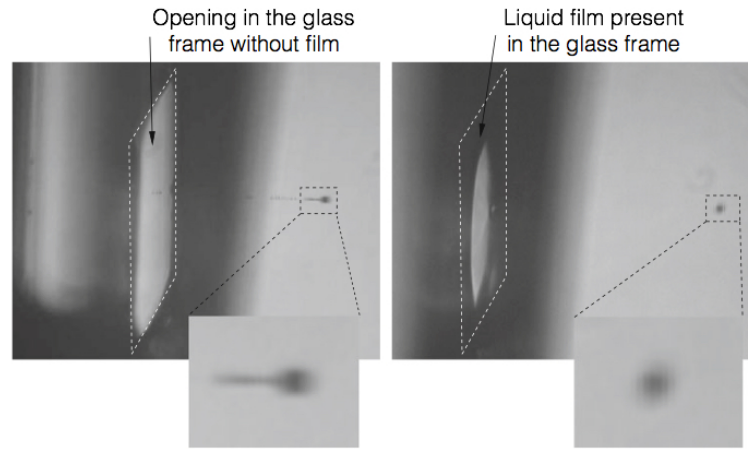 Opening in the glass
frame without film
Liquid film present
in the glass frame